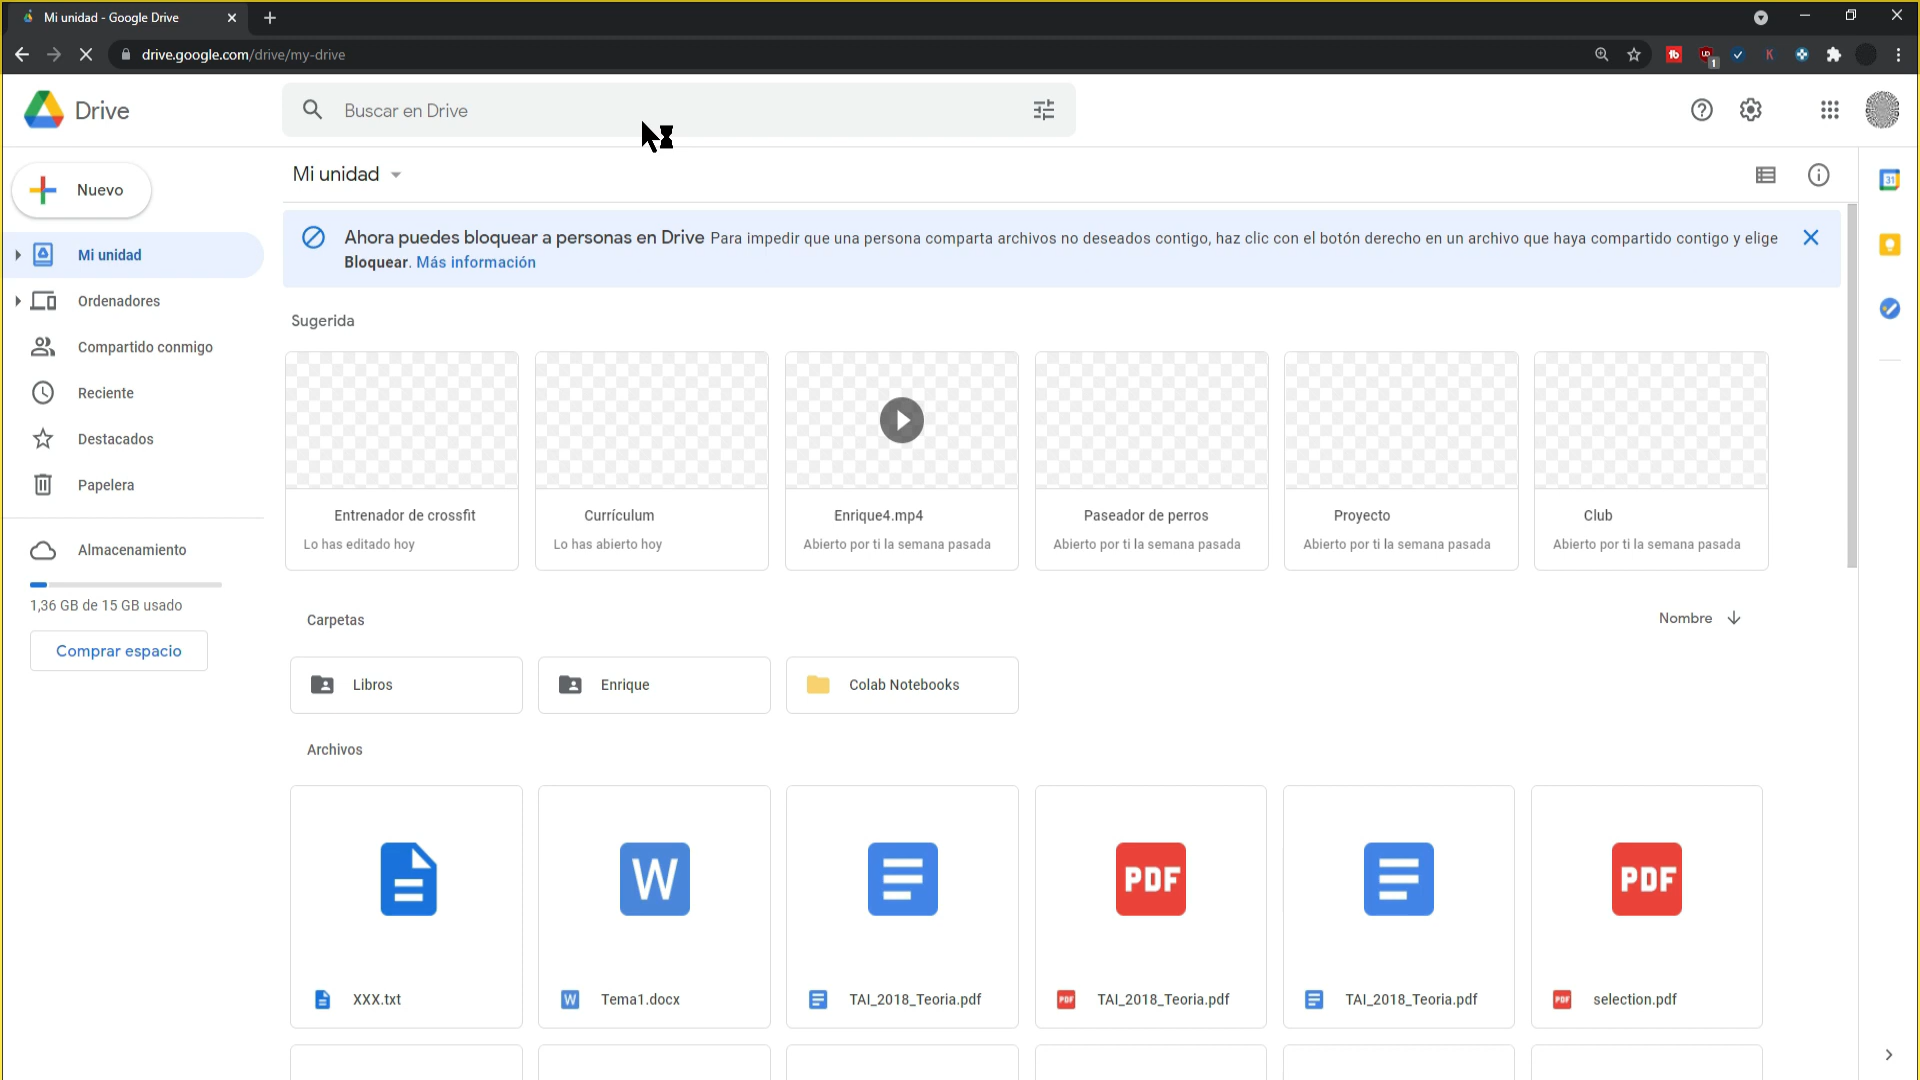 Mi unidad - Google Drive
drive.google.com/drive/my-drive
1
Drive
Buscar en Drive
Nuevo
Mi unidad
31
Ahora puedes bloquear a personas en Drive Para impedir que una persona comparta archivos no deseados contigo, haz clic con el botón derecho en un archivo que haya compartido contigo y elige
Bloquear. Más información
Mi unidad
Ordenadores
Compartido conmigo
Reciente
Destacados
Papelera
Almacenamiento
1,36 GB de 15 GB usado
Comprar espacio
Sugerida
Entrenador de crossfit
Lo has editado hoy
Currículum
Lo has abierto hoy
Enrique4.mp4
Abierto por ti la semana pasada
Paseador de perros
Abierto por ti la semana pasada
Proyecto
Abierto por ti la semana pasada
Club
Abierto por ti la semana pasada
Carpetas
Nombre
Libros
Enrique
Colab Notebooks
Archivos
W
PDF
PDF
XXX.txt
W Tema1.docx
TAI_2018_Teoria.pdf
PDF TAI_2018_Teoria.pdf
TAI_2018_Teoria.pdf
PDF selection.pdf